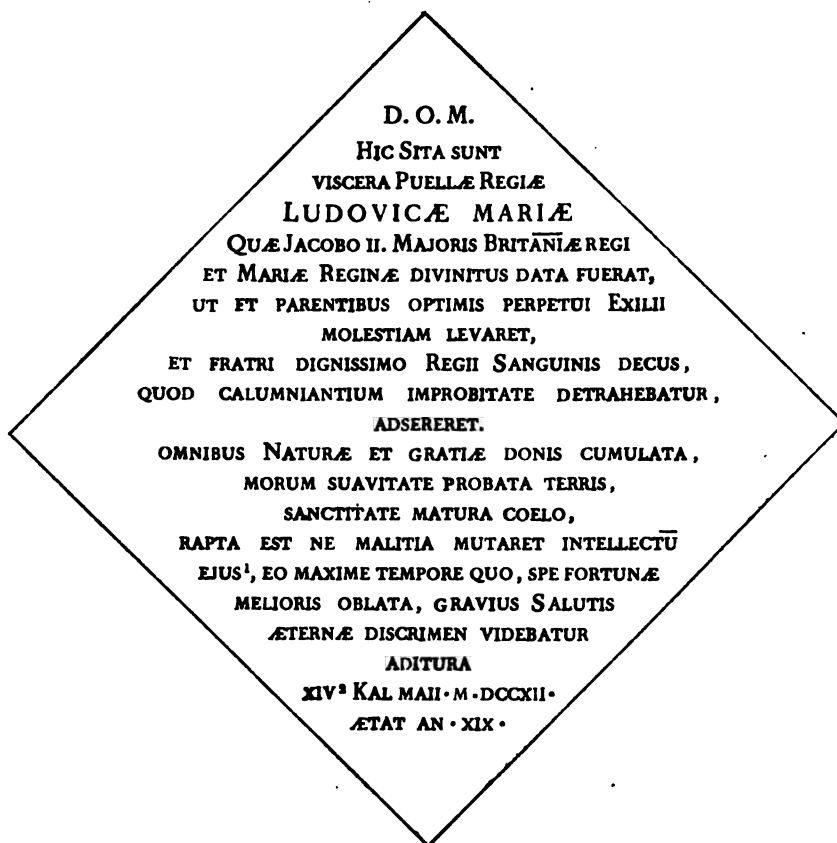 D. O. M.
HIC SITA SUNT
VISCERA PUELLÆ REGIÆ
LUDOVICÆ MARIÆ
QUÆ JACOBO II. MAJORIS BRITAN̅I̅Æ REGI
ET MARIÆ REGINÆ DIVINITUS DATA FUERAT,
UT ET PARENTIBUS OPTIMIS PERPETUI EXILII
MOLESTIAM LEVARET,
ET FRATRI DIGNISSIMO REGII SANGUINIS DECUS,
QUOD CALUMNIANTIUM IMPROBITATE DETRAHEBATUR,
ADSERERET.
OMNIBUS NATURÆ ET GRATIÆ DONIS CUMULATA,
MORUM SUAVITATE PROBATA TERRIS,
SANCTITATE MATURA COELO,
RAPTA EST NE MALITIA MUTARET INTELLECTŪ
EJUS¹, EO MAXIME TEMPORE QUO, SPE FORTUNÆ
MELIORIS OBLATA, GRAVIUS SALUTIS
ÆTERNÆ DISCRIMEN VIDEBATUR
ADITURA
XIV² KAL MAII · M · DCCXII ·
ÆTAT AN · XIX ·